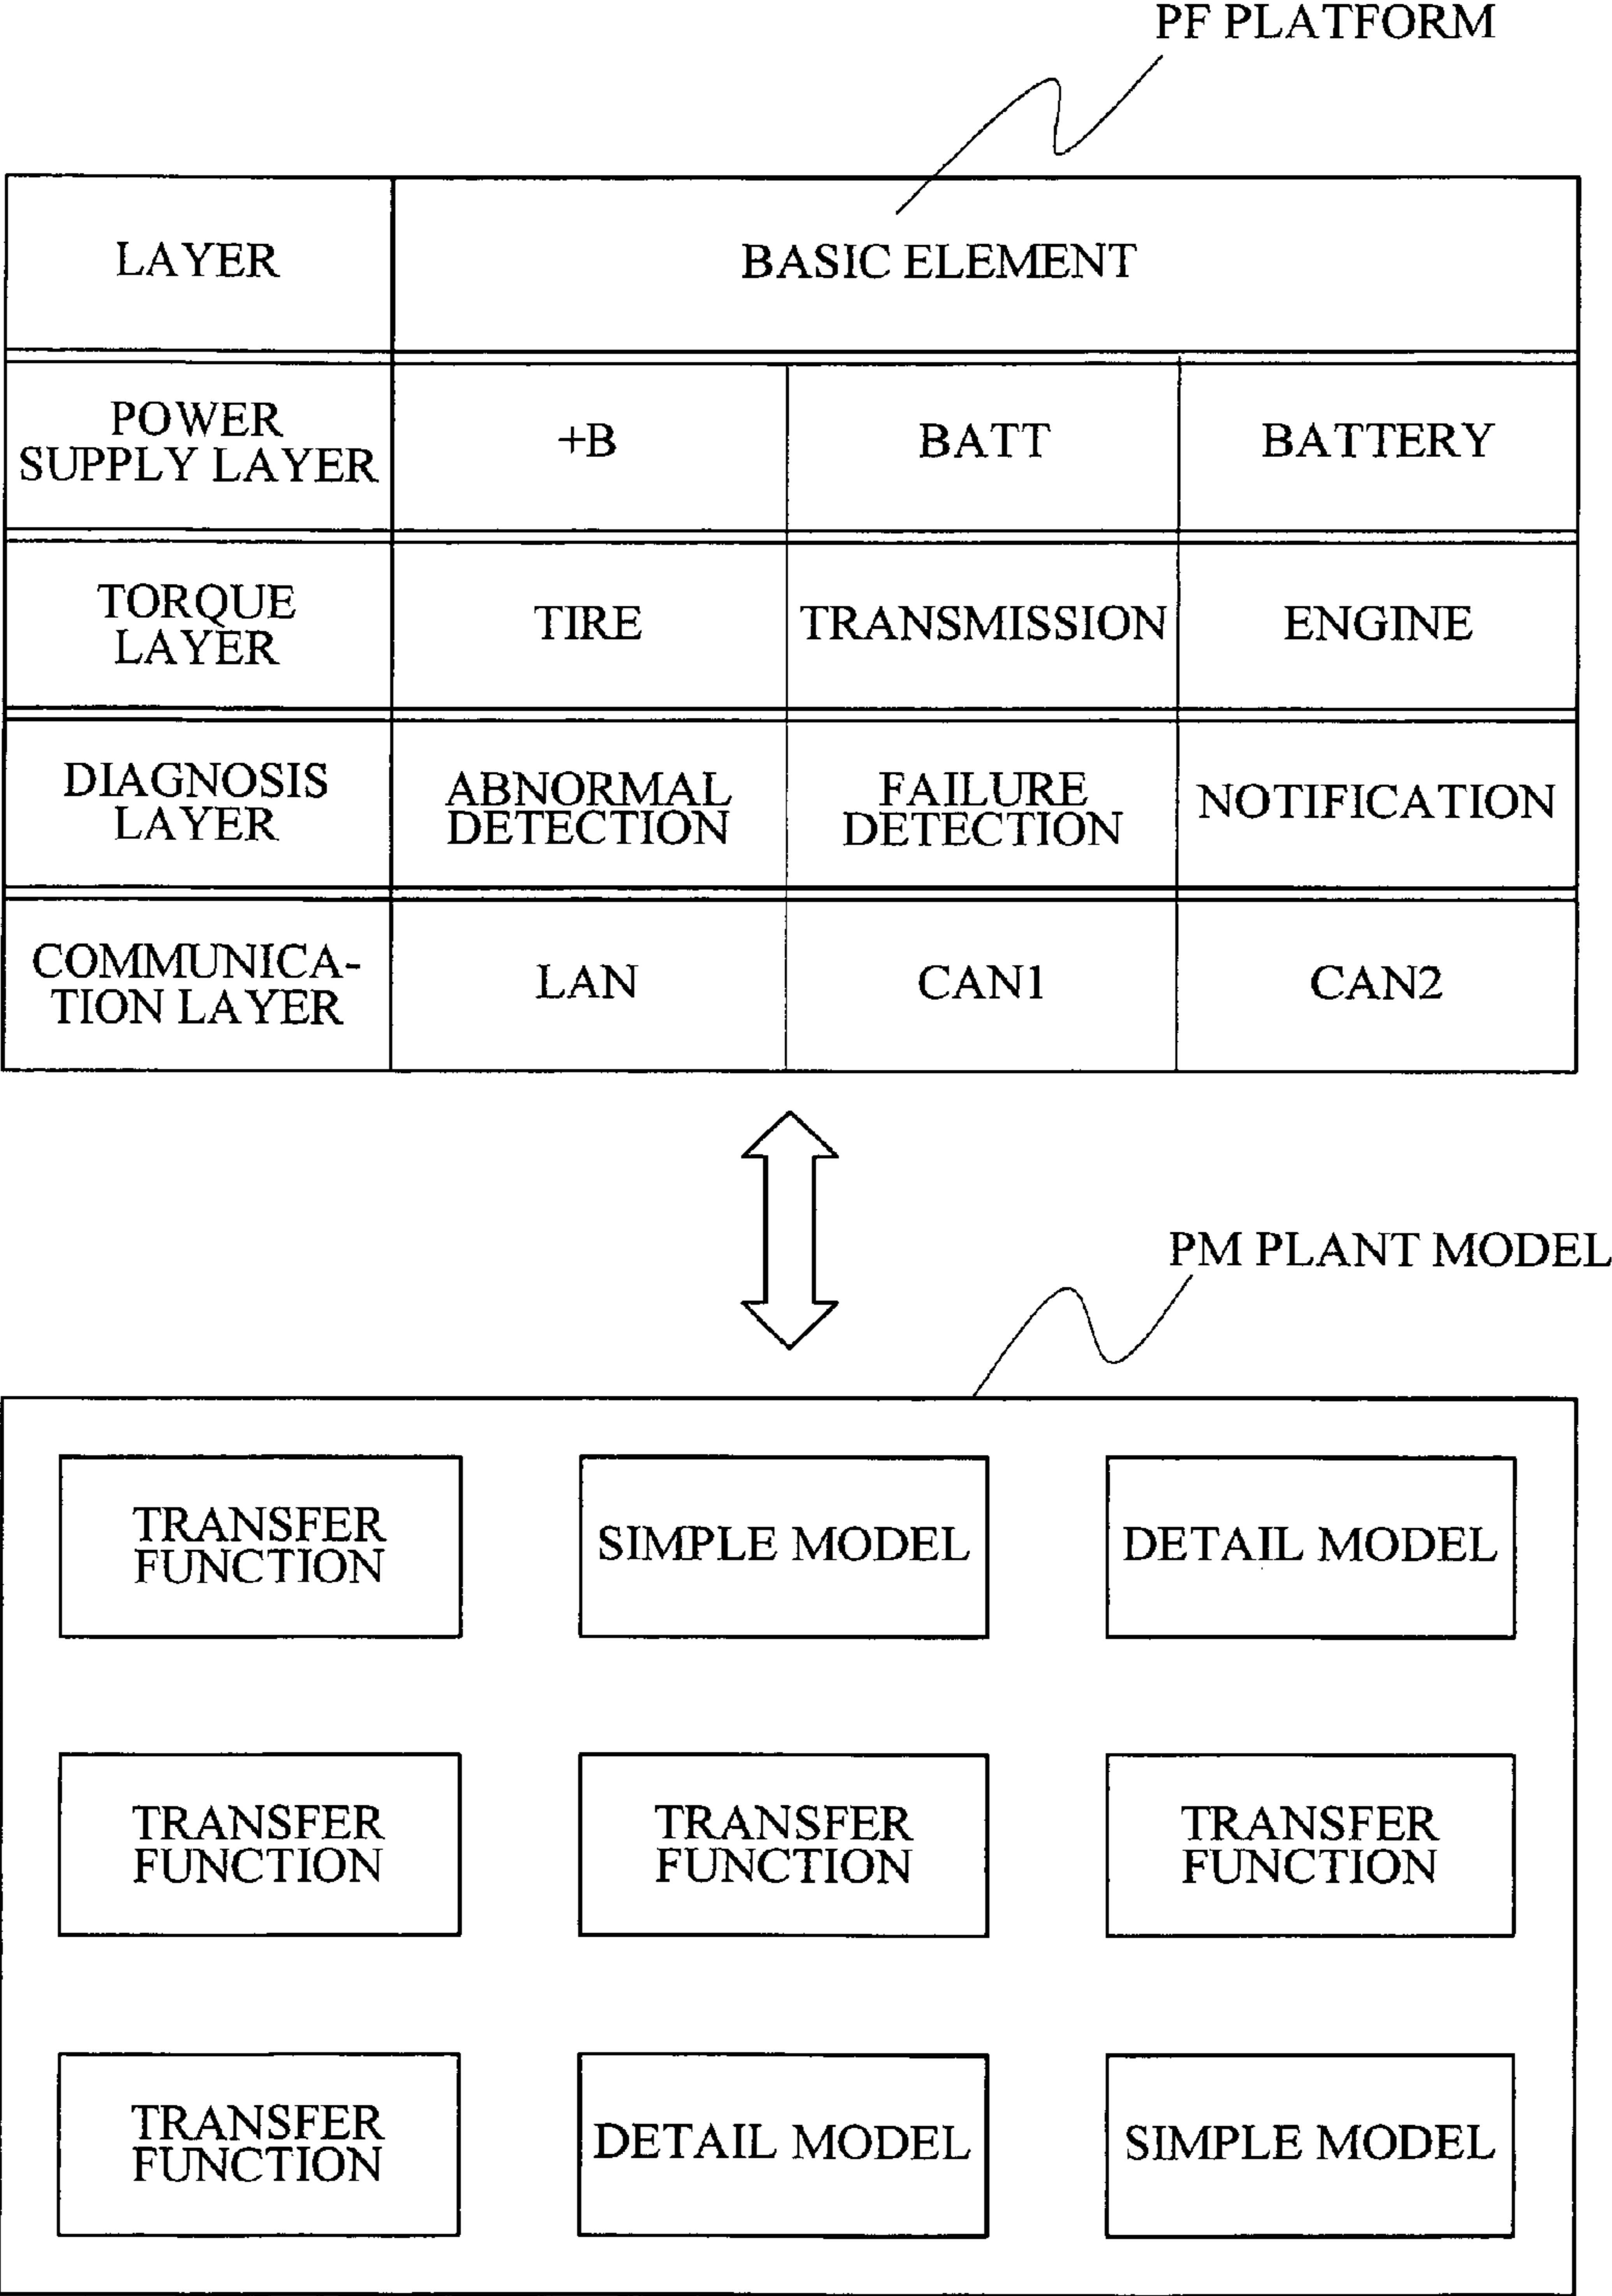 PF PLATFORM
LAYER
BASIC ELEMENT
POWER
SUPPLY LAYER
+B
BATT
BATTERY
TORQUE
LAYER
TIRE
TRANSMISSION
ENGINE
DIAGNOSIS
LAYER
ABNORMAL
DETECTION
FAILURE
DETECTION
NOTIFICATION
COMMUNICA-
TION LAYER
LAN
CAN1
CAN2
PM PLANT MODEL
TRANSFER
FUNCTION
SIMPLE MODEL
DETAIL MODEL
TRANSFER
FUNCTION
TRANSFER
FUNCTION
TRANSFER
FUNCTION
TRANSFER
FUNCTION
DETAIL MODEL
SIMPLE MODEL